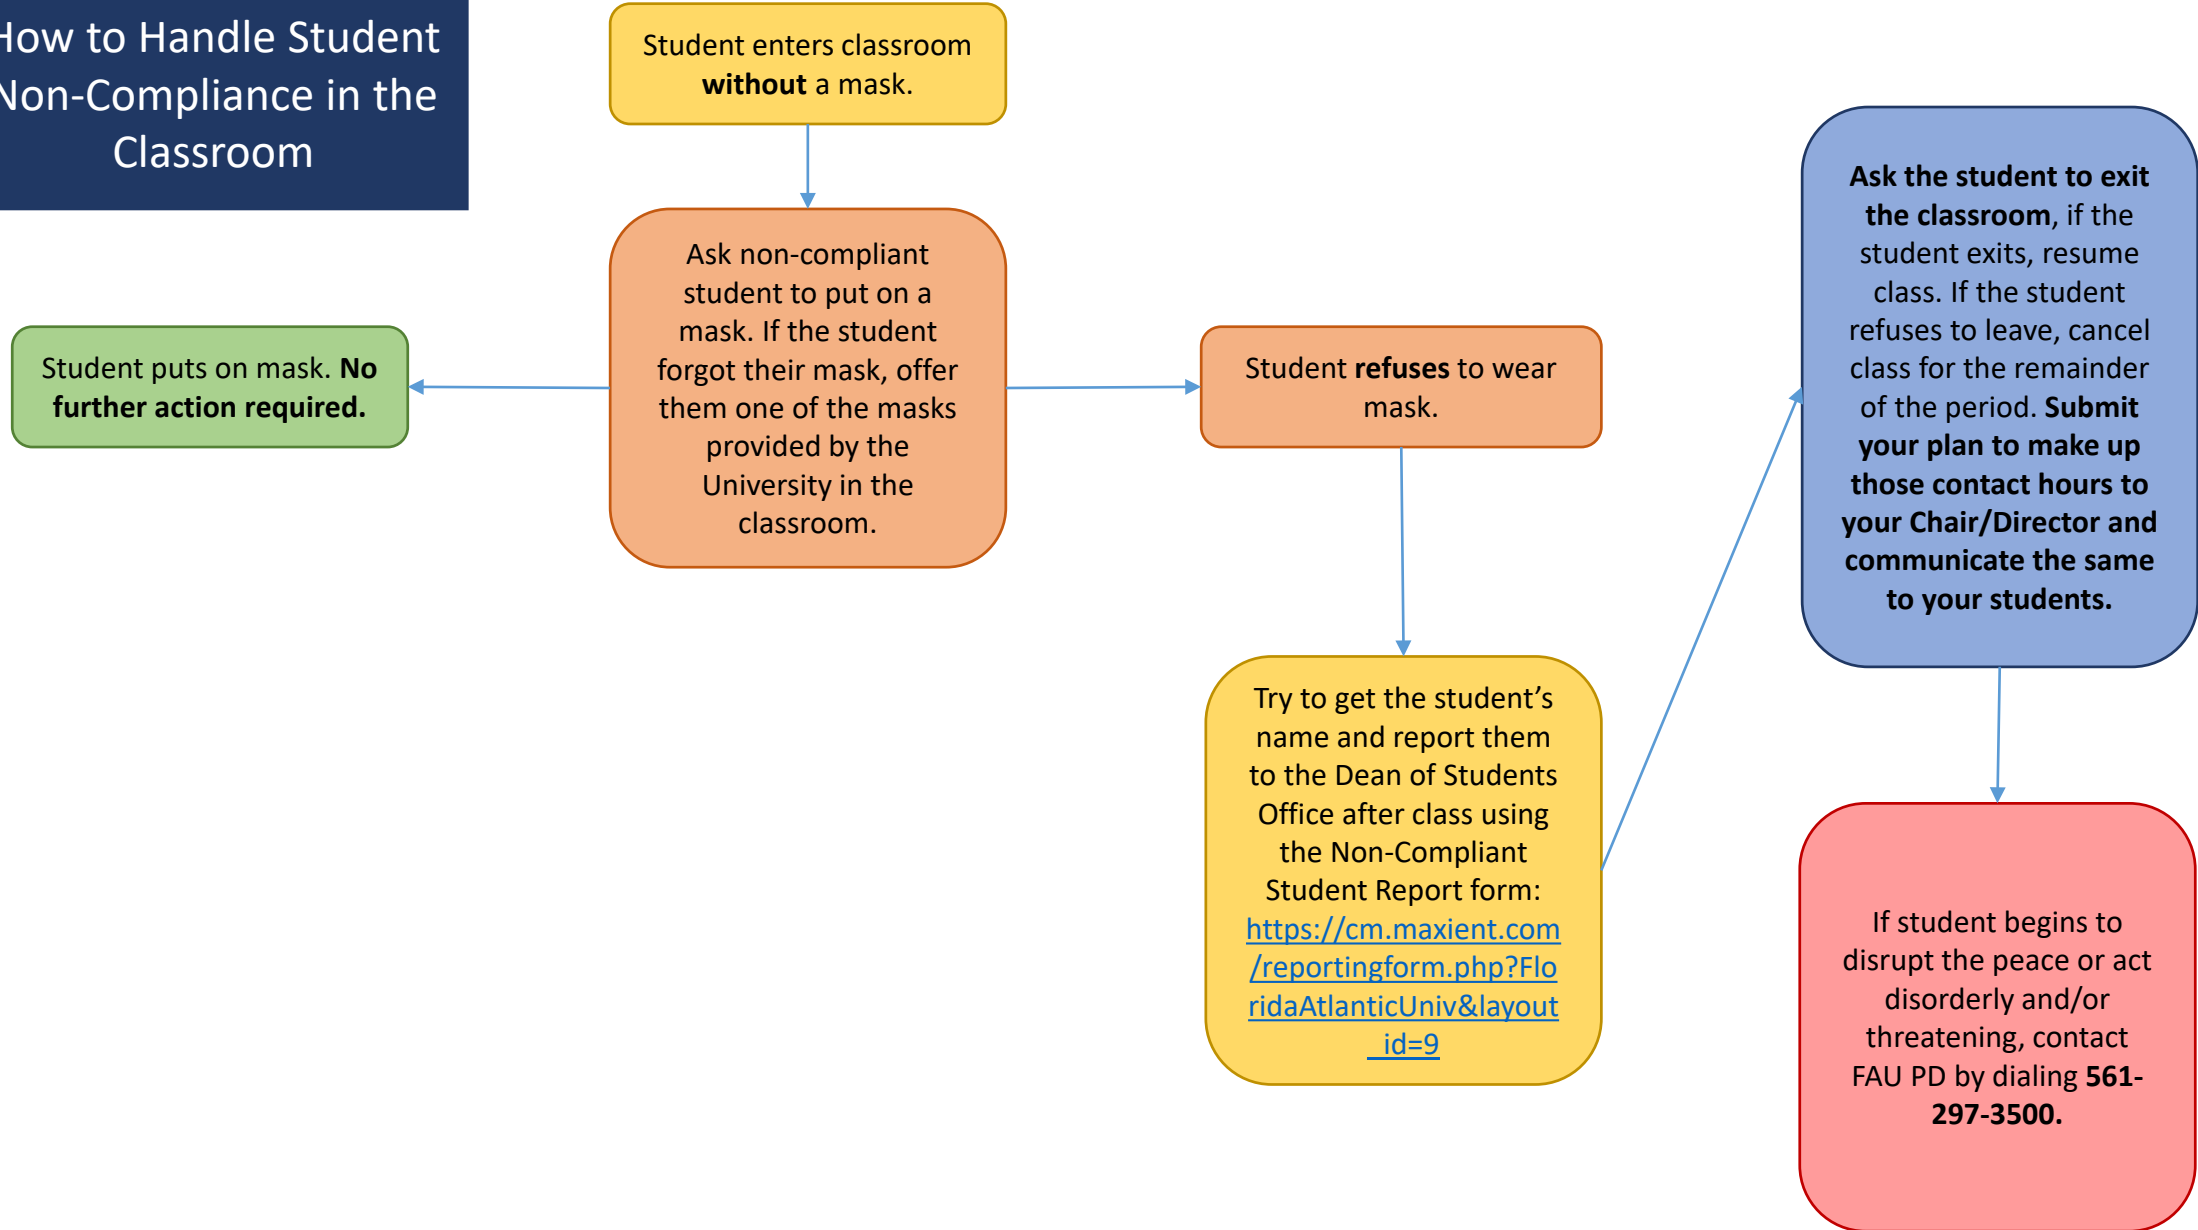 How to Handle Student
Non-Compliance in the
Classroom
Student enters classroom
without a mask.
Ask non-compliant
student to put on a
mask. If the student
forgot their mask, offer
them one of the masks
provided by the
University in the
classroom.
Student puts on mask. No
further action required.
Student refuses to wear
mask.
Try to get the student’s
name and report them
to the Dean of Students
Office after class using
the Non-Compliant
Student Report form:
https://cm.maxient.com
/reportingform.php?Flo
ridaAtlanticUniv&layout
_id=9
Ask the student to exit
the classroom, if the
student exits, resume
class. If the student
refuses to leave, cancel
class for the remainder
of the period. Submit
your plan to make up
those contact hours to
your Chair/Director and
communicate the same
to your students.
If student begins to
disrupt the peace or act
disorderly and/or
threatening, contact
FAU PD by dialing 561-
297-3500.